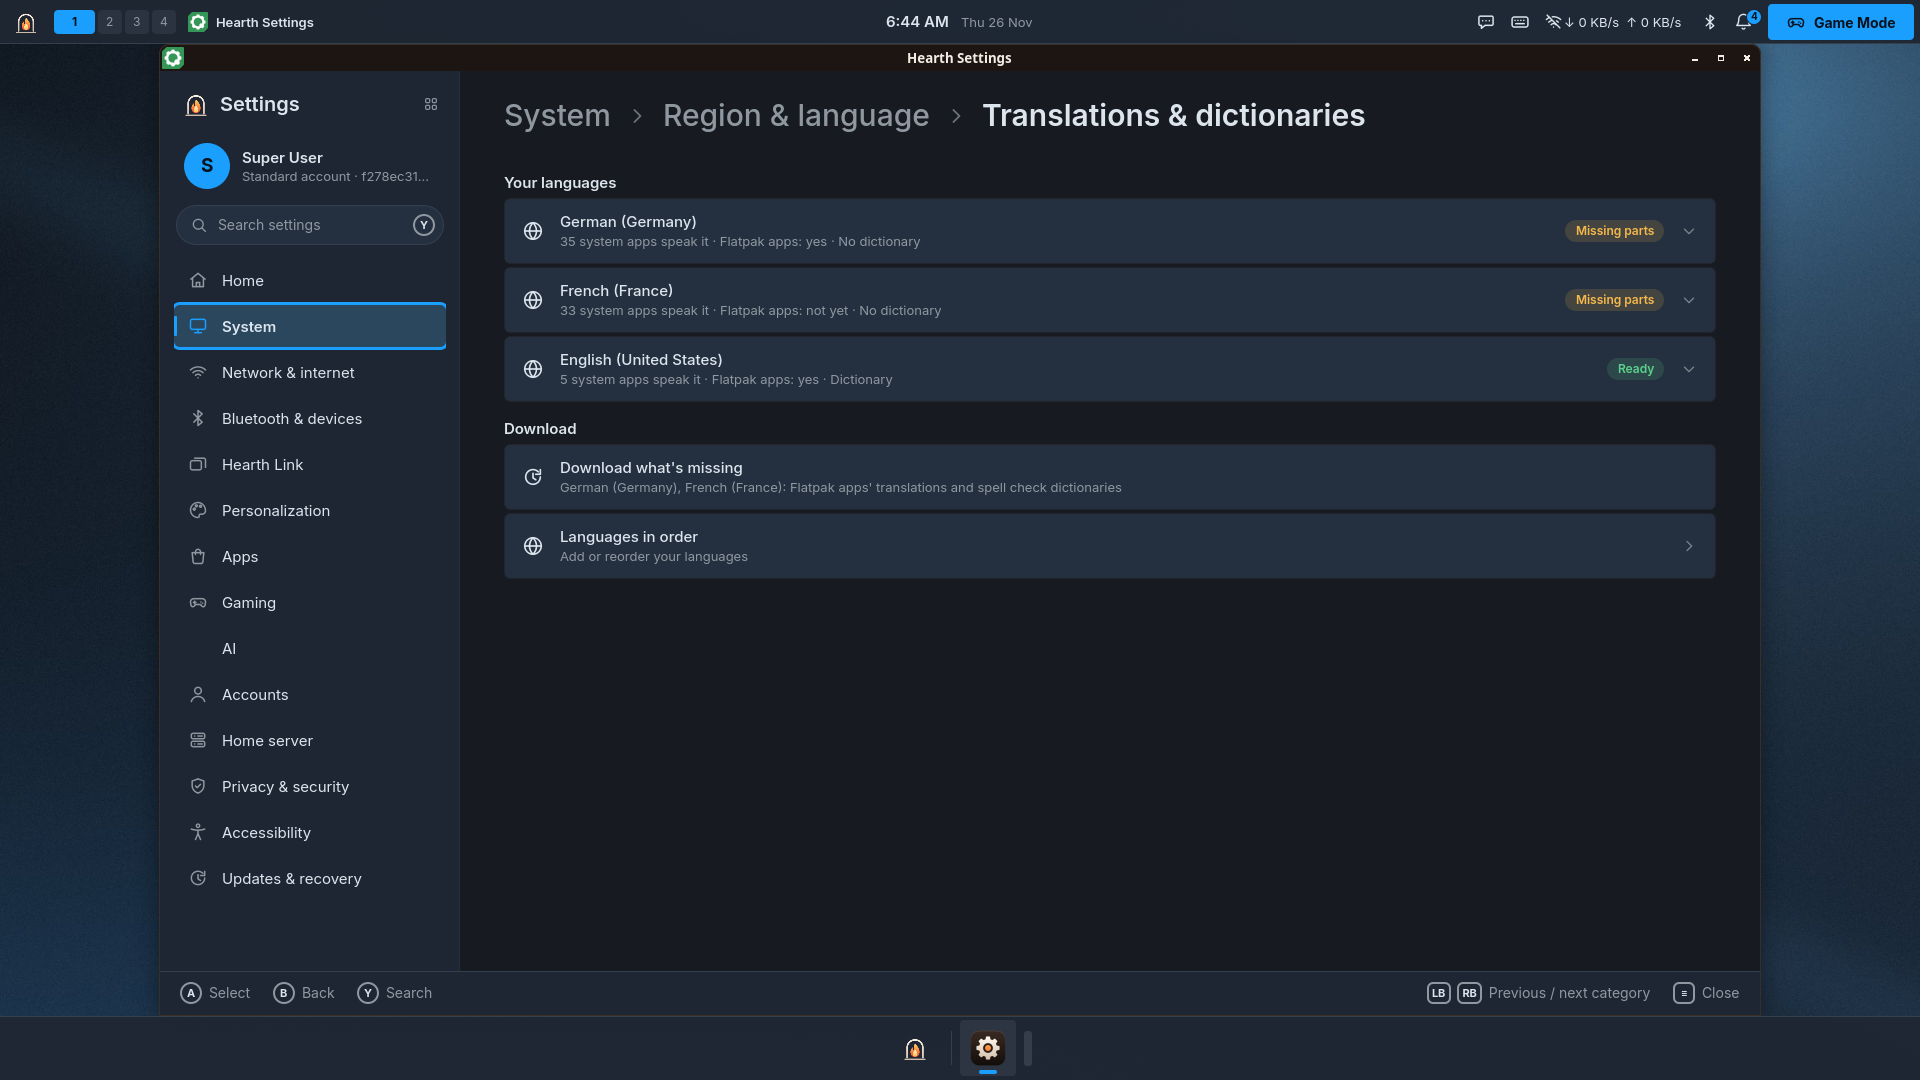 1
2
3
4
Hearth Settings
6:44 AM
Thu 26 Nov
↓ 0 KB/s ↑ 0 KB/s
4
Game Mode
Hearth Settings
Settings
S
Super User
Standard account · f278ec31...
Search settings
Y
Home
System
Network & internet
Bluetooth & devices
Hearth Link
Personalization
Apps
Gaming
AI
Accounts
Home server
Privacy & security
Accessibility
Updates & recovery
System > Region & language > Translations & dictionaries
Your languages
German (Germany)
35 system apps speak it · Flatpak apps: yes · No dictionary
Missing parts
French (France)
33 system apps speak it · Flatpak apps: not yet · No dictionary
Missing parts
English (United States)
5 system apps speak it · Flatpak apps: yes · Dictionary
Ready
Download
Download what's missing
German (Germany), French (France): Flatpak apps' translations and spell check dictionaries
Languages in order
Add or reorder your languages
A Select
B Back
Y Search
LB RB Previous / next category
≡ Close